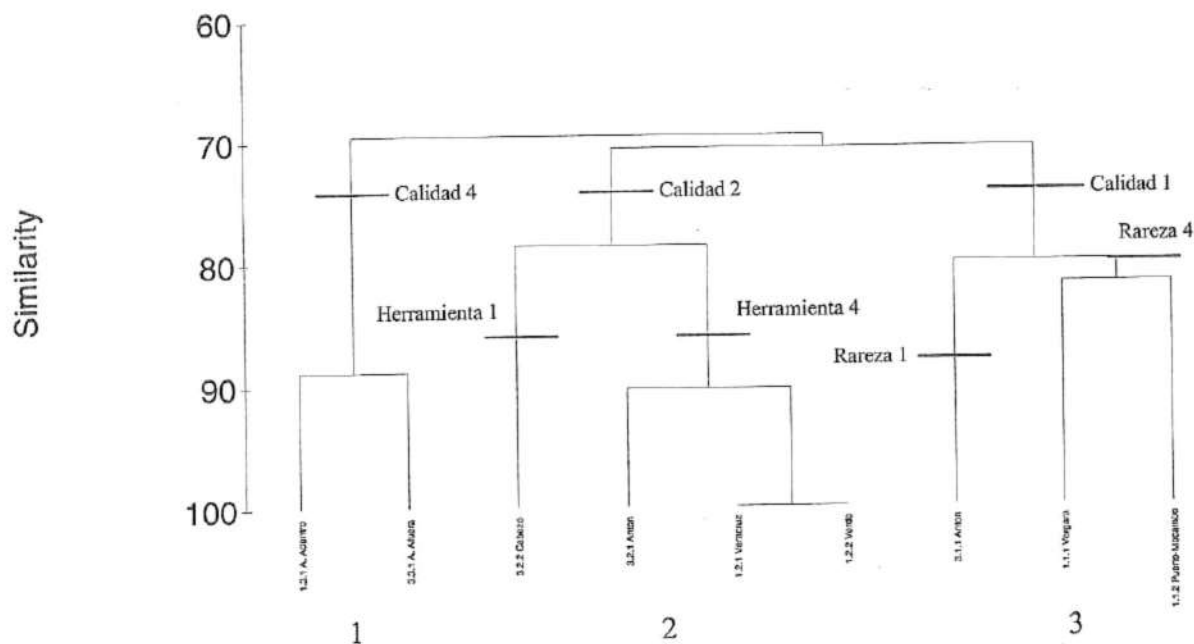 60
70
80
90
100
Similarity
Calidad 4
Calidad 2
Calidad 1
Rareza 4
Herramienta 1
Herramienta 4
Rareza 1
1.3.1 A. Adentro
3.3.1 A. Afuera
3.2.2 Cabezo
3.2.1 Anton
1.2.1 Veracruz
1.2.2 Verde
3.1.1 Anton
1.1.1 Vergara
1.1.2 Punta-Mocambo
1
2
3